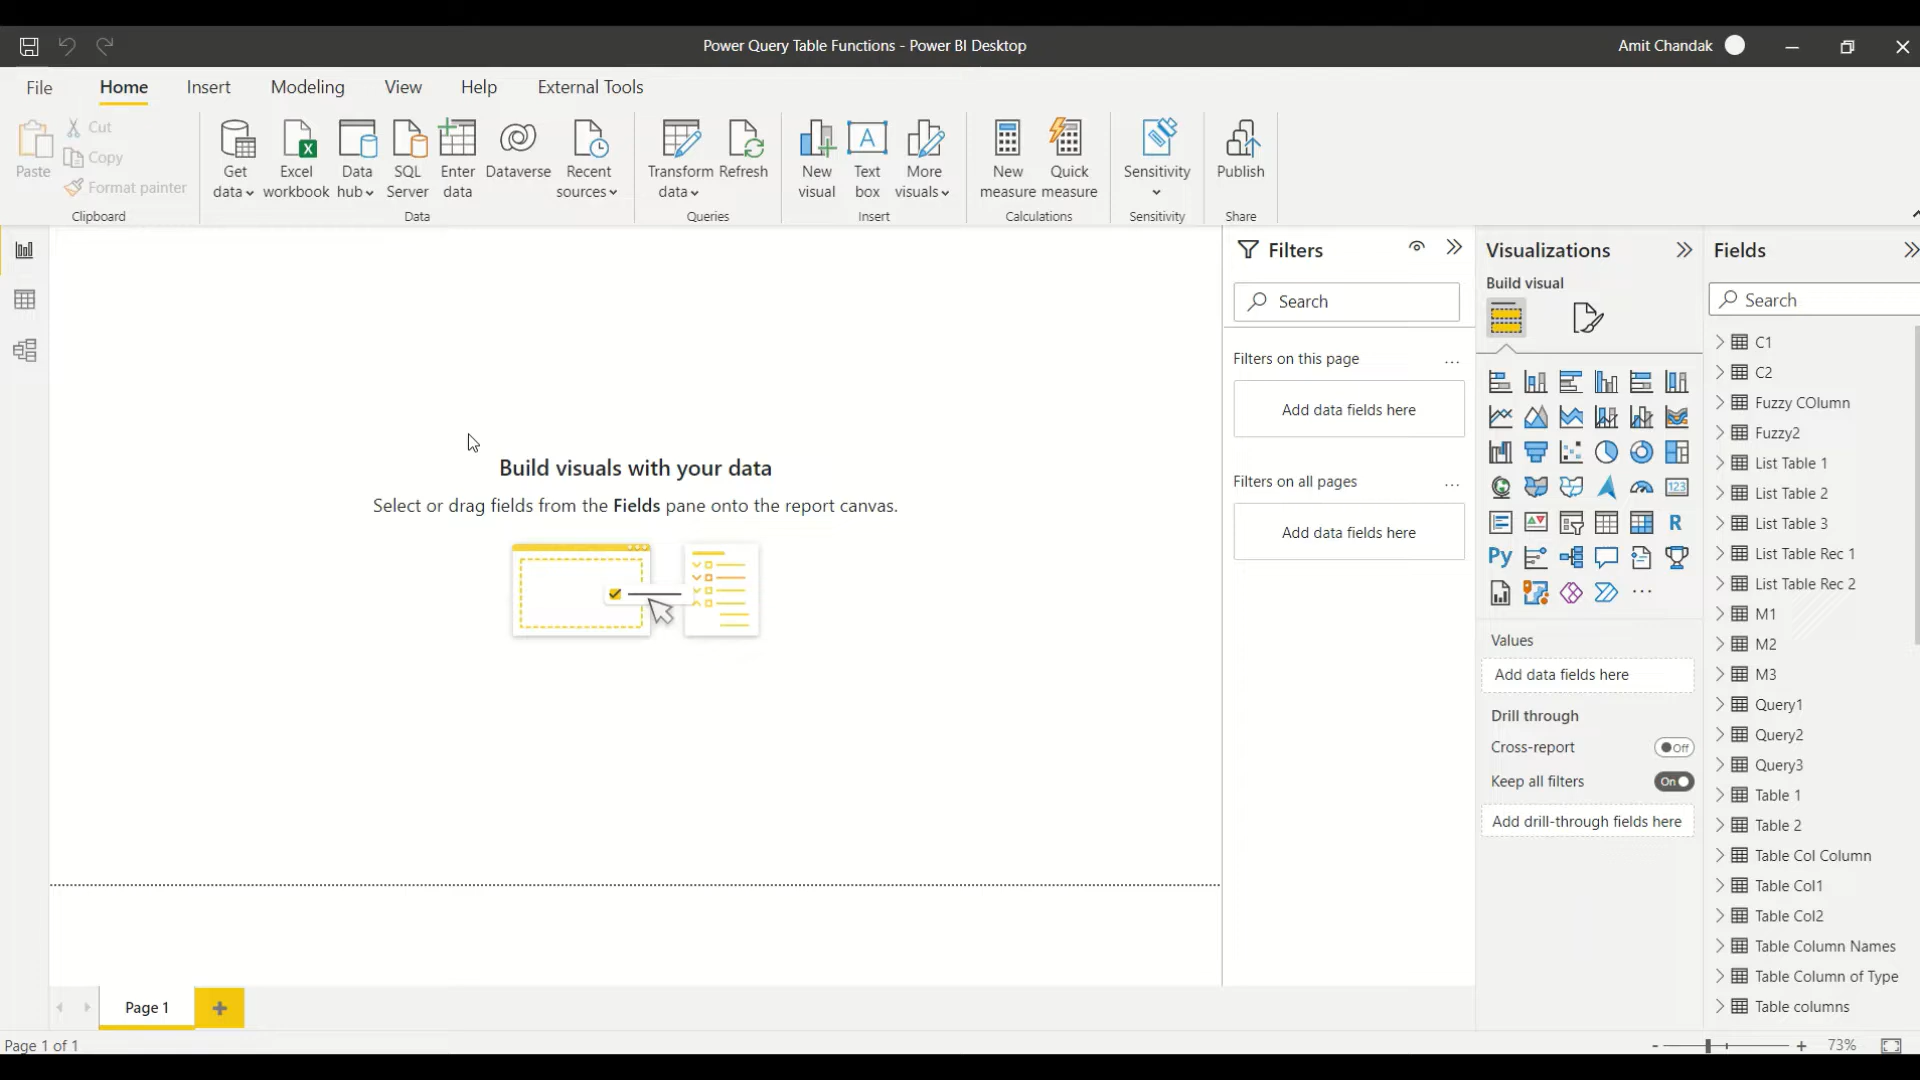 Power Query Table Functions - Power BI Desktop
Amit Chandak
File Home Insert Modeling View Help External Tools
Paste
Cut
Copy
Format painter
Clipboard
Get data
Excel workbook
Data hub
SQL Server
Enter data
Dataverse
Recent sources
Data
Transform data
Refresh
Queries
New visual
A
Text box
More visuals
Insert
New measure
Quick measure
Calculations
Sensitivity
Sensitivity
Publish
Share
Build visuals with your data
Select or drag fields from the Fields pane onto the report canvas.
Filters
Search
Filters on this page
...
Add data fields here
Filters on all pages
...
Add data fields here
Visualizations
Build visual
123
R
Py
...
Values
Add data fields here
Drill through
Cross-report
Off
Keep all filters
On
Add drill-through fields here
Fields
Search
C1
C2
Fuzzy COlumn
Fuzzy2
List Table 1
List Table 2
List Table 3
List Table Rec 1
List Table Rec 2
M1
M2
M3
Query1
Query2
Query3
Table 1
Table 2
Table Col Column
Table Col1
Table Col2
Table Column Names
Table Column of Type
Table columns
Page 1
+
Page 1 of 1
- + 73%